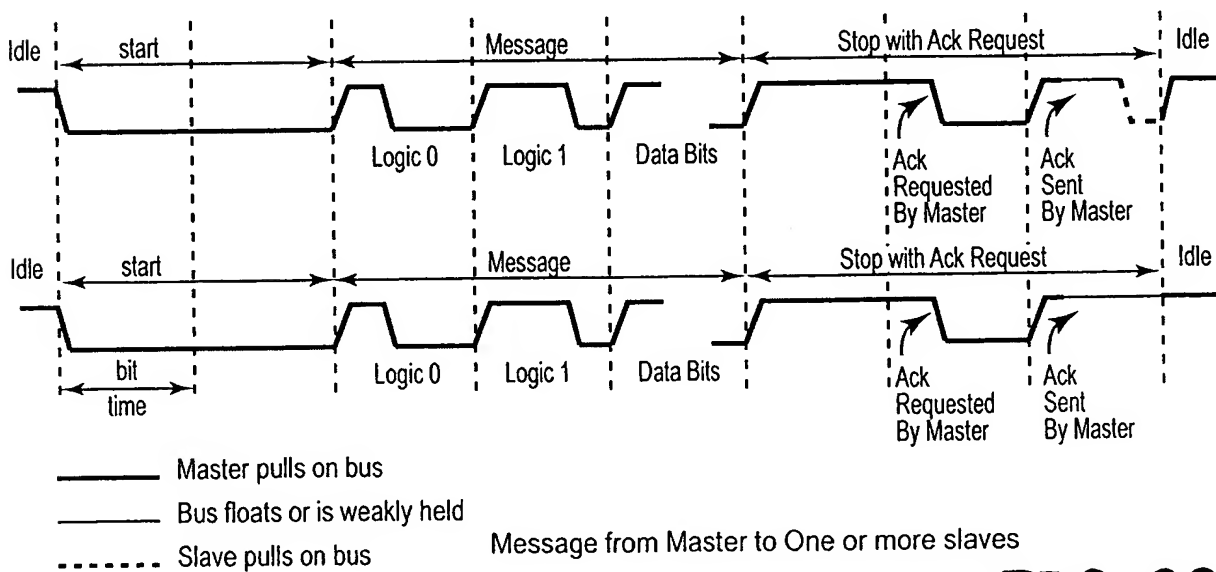 Idle start Message Stop with Ack Request Idle
Logic 0 Logic 1 Data Bits
Ack Requested By Master
Ack Sent By Master
Idle start Message Stop with Ack Request Idle
bit time
Logic 0 Logic 1 Data Bits
Ack Requested By Master
Ack Sent By Master
Master pulls on bus
Bus floats or is weakly held
Slave pulls on bus
Message from Master to One or more slaves